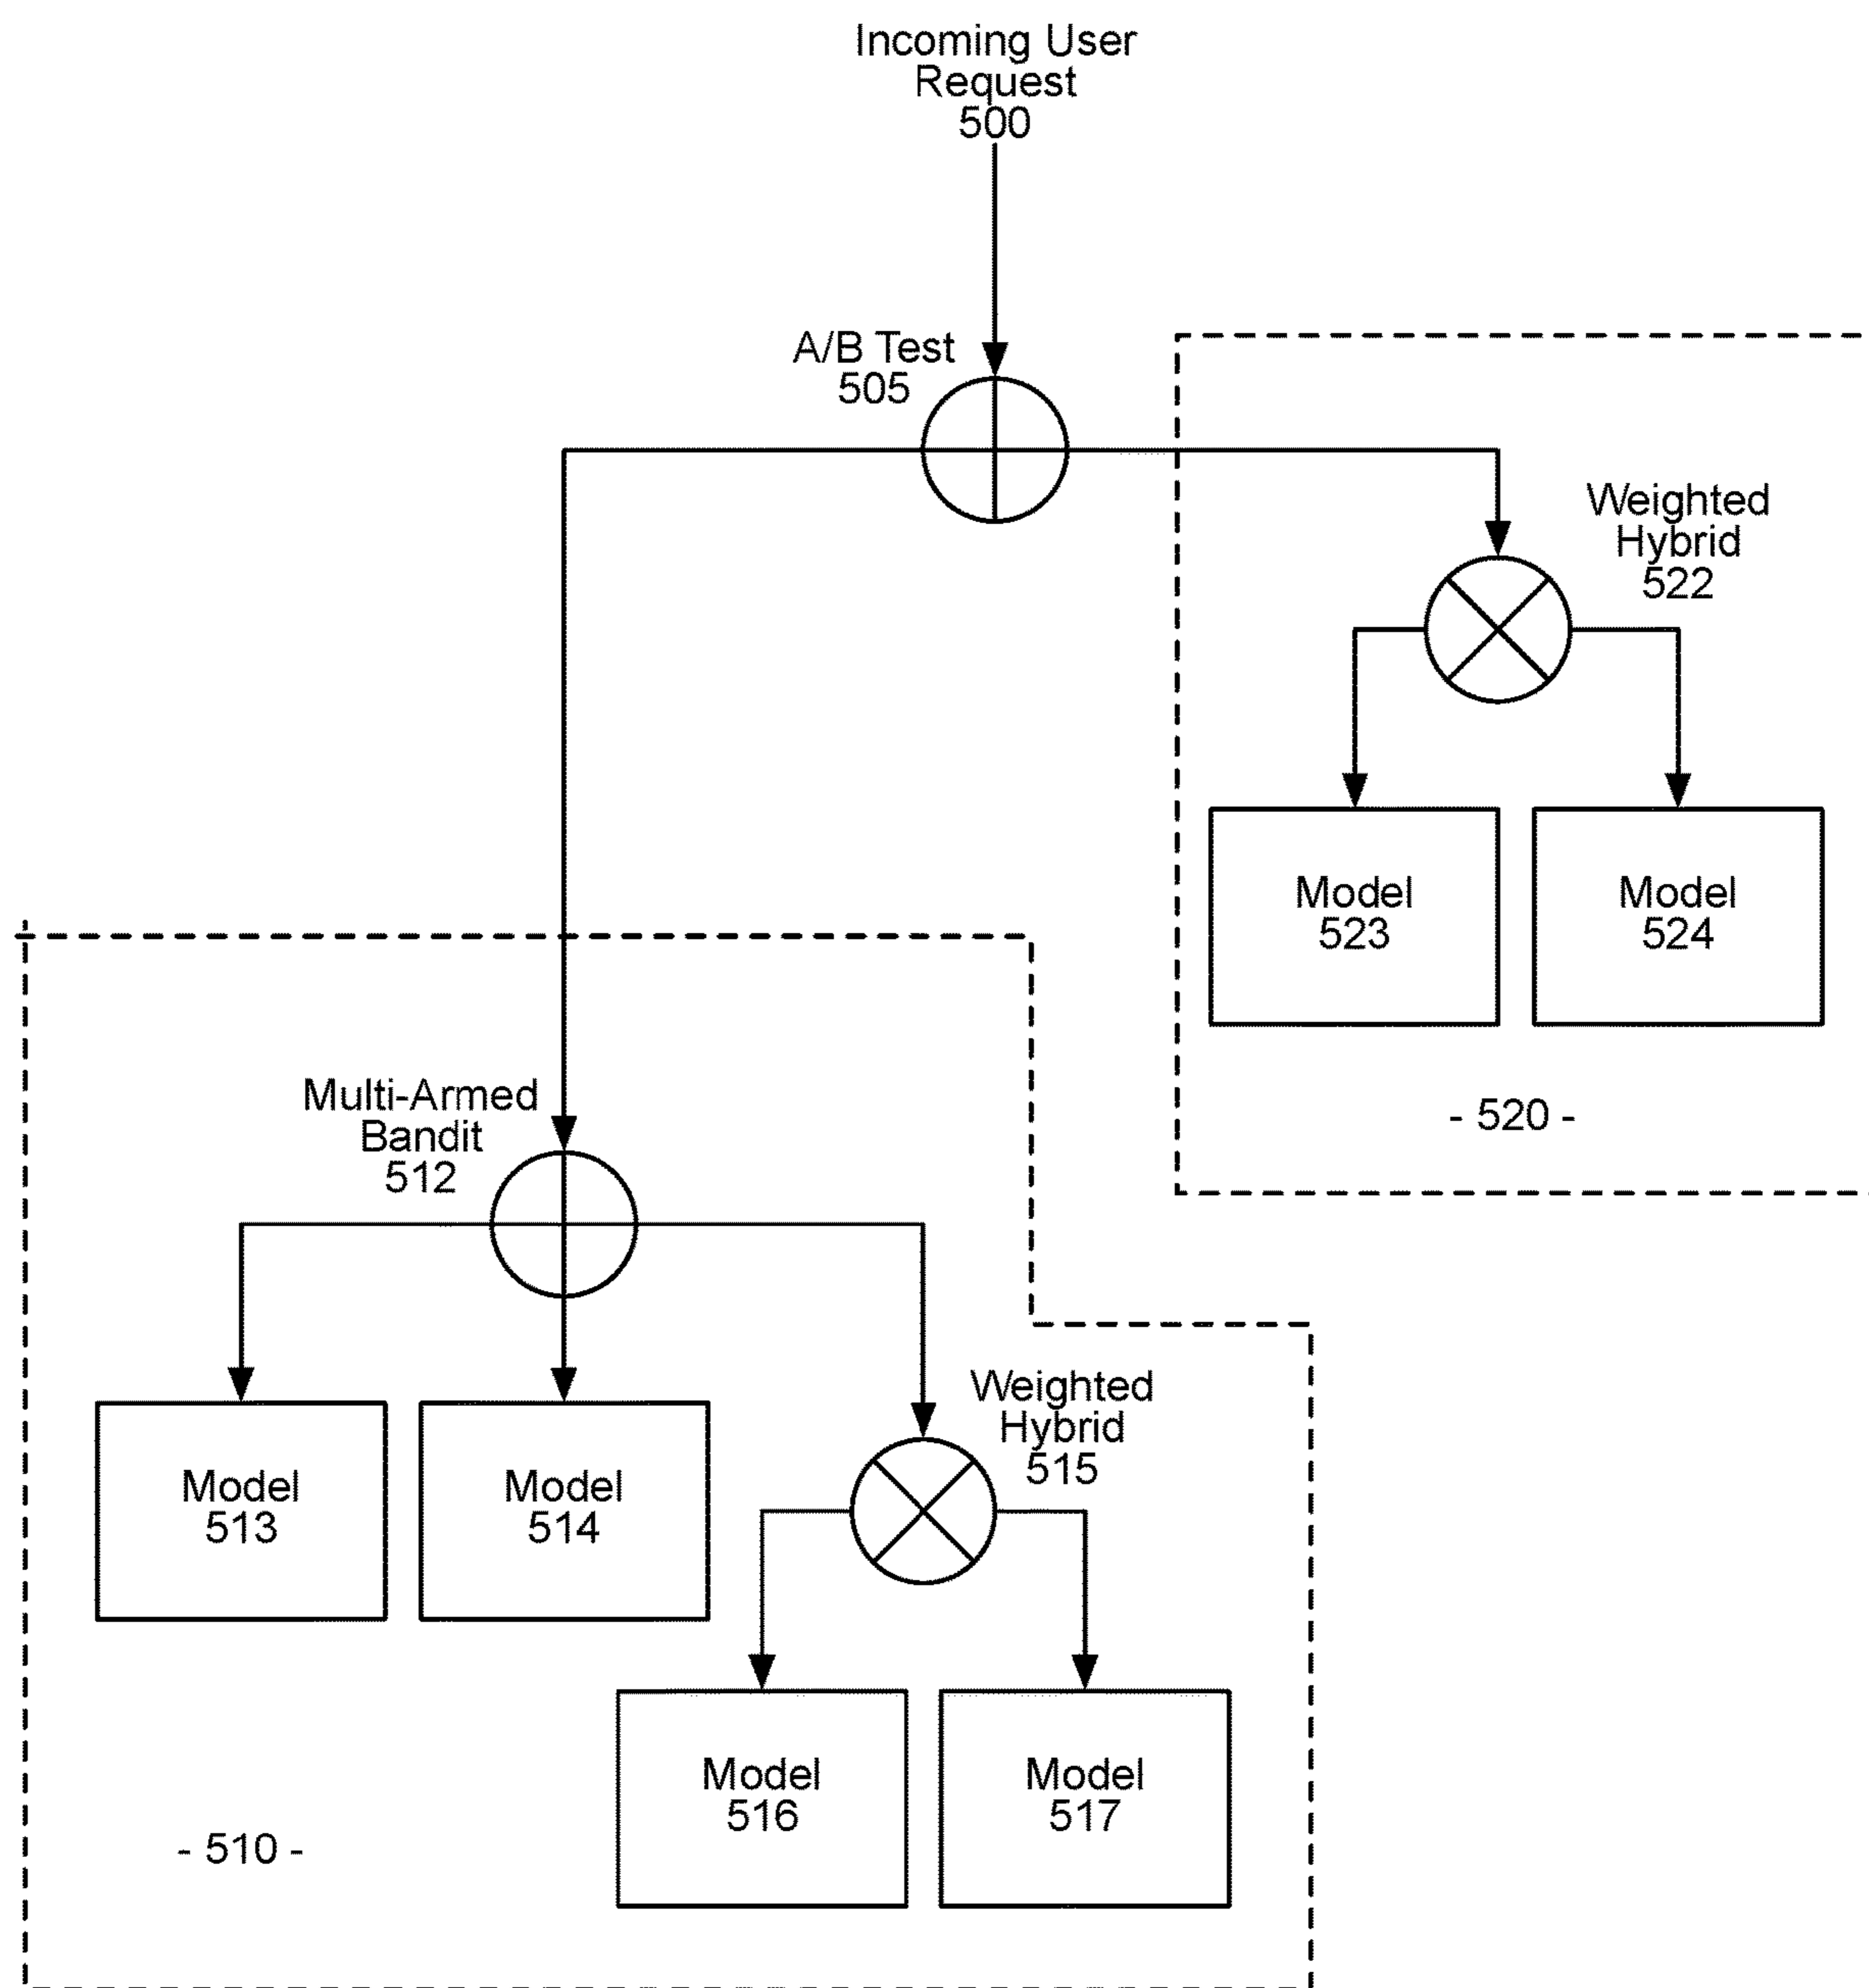 Incoming User
Request
500
A/B Test
505
Weighted
Hybrid
522
Model
523
Model
524
- 520 -
Multi-Armed
Bandit
512
Model
513
Model
514
Weighted
Hybrid
515
Model
516
Model
517
- 510 -